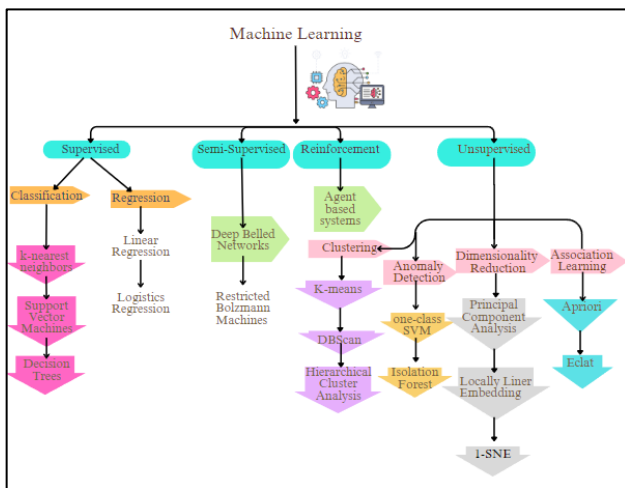 Machine Learning
Supervised
Semi-Supervised
Reinforcement
Unsupervised
Classification
Regression
Agent
based
systems
k-nearest
neighbors
Linear
Regression
Deep Belled
Networks
Clustering
Anomaly
Detection
Dimensionality
Reduction
Association
Learning
Support
Vector
Machines
Logistics
Regression
Restricted
Bolzmann
Machines
K-means
one-class
SVM
Principal
Component
Analysis
Apriori
Decision
Trees
DBScan
Hierarchical
Cluster
Analysis
Isolation
Forest
Locally Liner
Embedding
Eclat
1-SNE